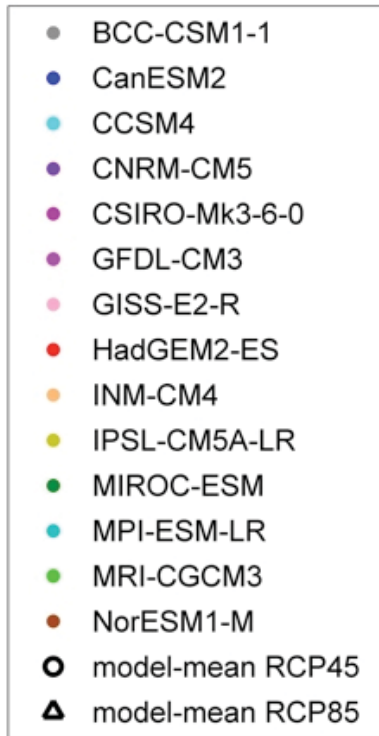 BCC-CSM1-1
CanESM2
CCSM4
CNRM-CM5
CSIRO-Mk3-6-0
GFDL-CM3
GISS-E2-R
HadGEM2-ES
INM-CM4
IPSL-CM5A-LR
MIROC-ESM
MPI-ESM-LR
MRI-CGCM3
NorESM1-M
model-mean RCP45
model-mean RCP85